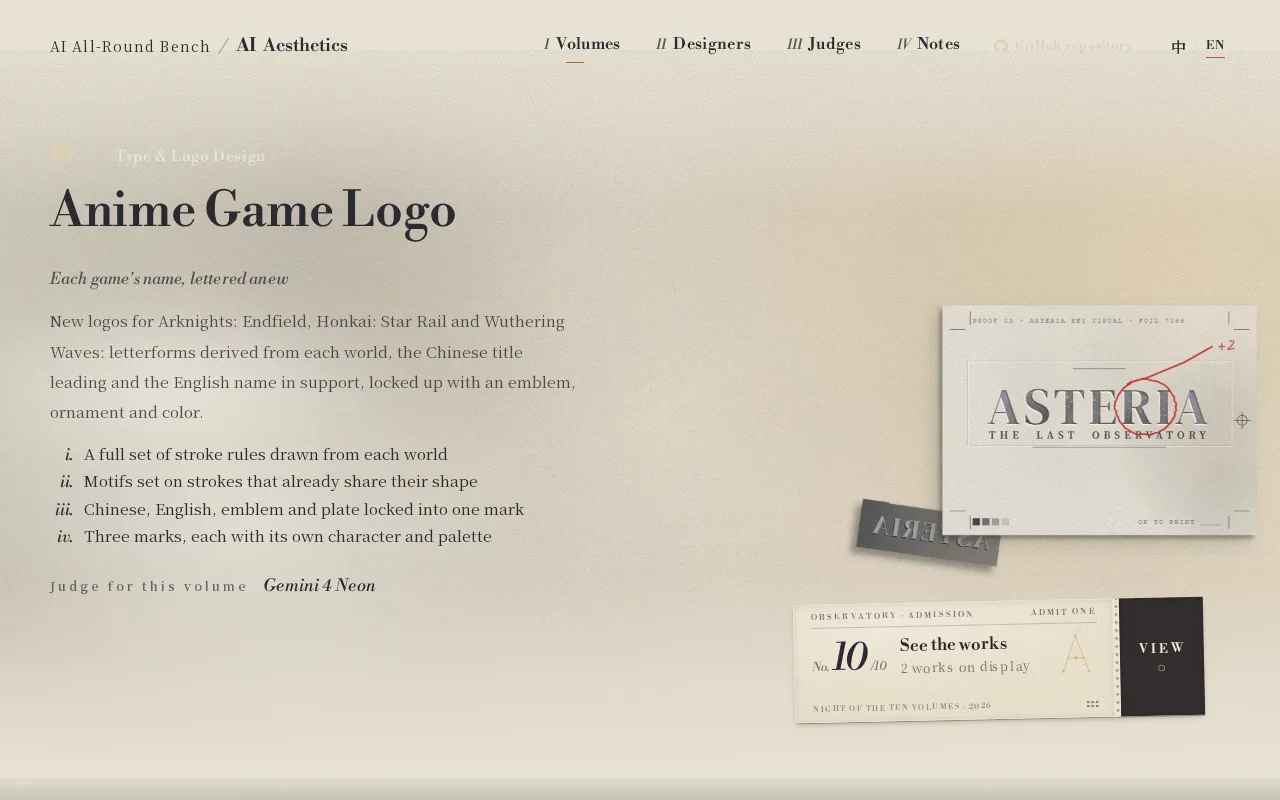 AI All-Round Bench / AI Aesthetics
I Volumes
II Designers
III Judges
IV Notes
GitHub repository
中 / EN
10 Type & Logo Design
Anime Game Logo
Each game's name, lettered anew
New logos for Arknights: Endfield, Honkai: Star Rail and Wuthering
Waves: letterforms derived from each world, the Chinese title
leading and the English name in support, locked up with an emblem,
ornament and color.
i. A full set of stroke rules drawn from each world
ii. Motifs set on strokes that already share their shape
iii. Chinese, English, emblem and plate locked into one mark
iv. Three marks, each with its own character and palette
Judge for this volume Gemini 4 Neon
PROOF 03 · ASTERIA KEY VISUAL · FOIL 7046
+2
ASTERIA
THE LAST OBSERVATORY
OK TO PRINT
ASTERIA
OBSERVATORY · ADMISSION ADMIT ONE
No. 10 /10
See the works
2 works on display
A
NIGHT OF THE TEN VOLUMES · 2026
VIEW